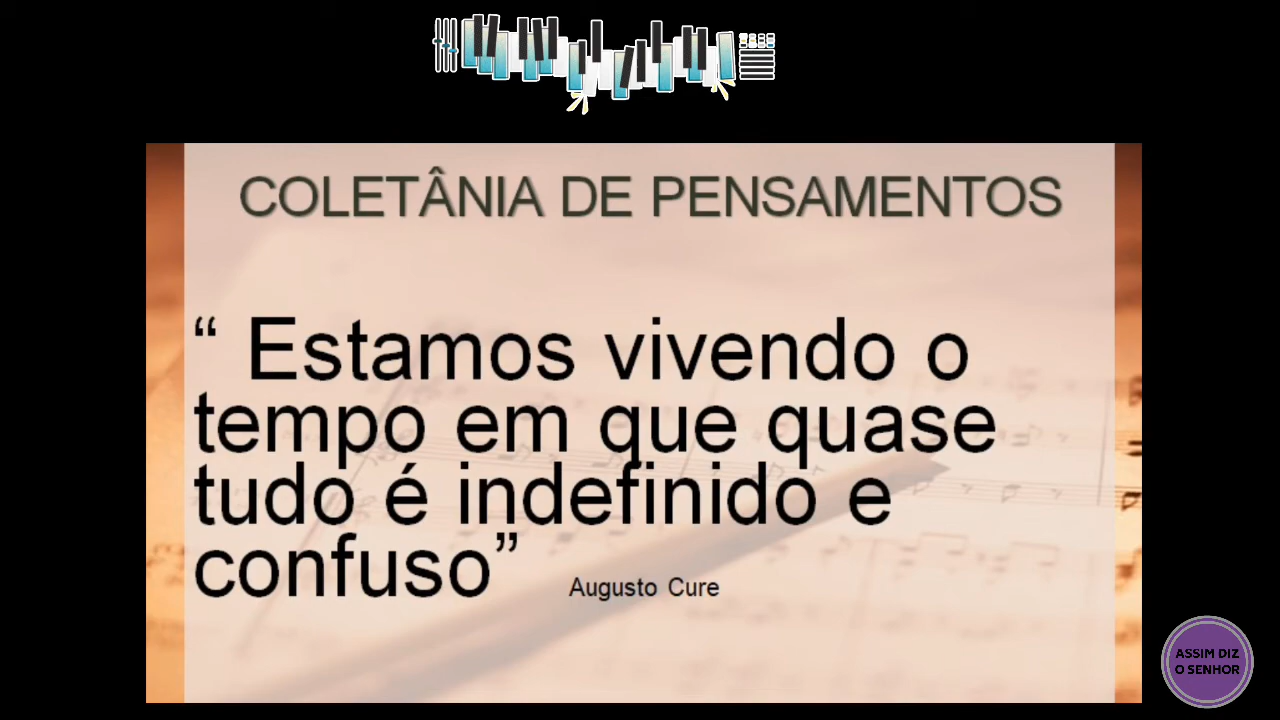 COLETÂNIA DE PENSAMENTOS
“ Estamos vivendo o
tempo em que quase
tudo é indefinido e
confuso” Augusto Cure
ASSIM DIZ
O SENHOR